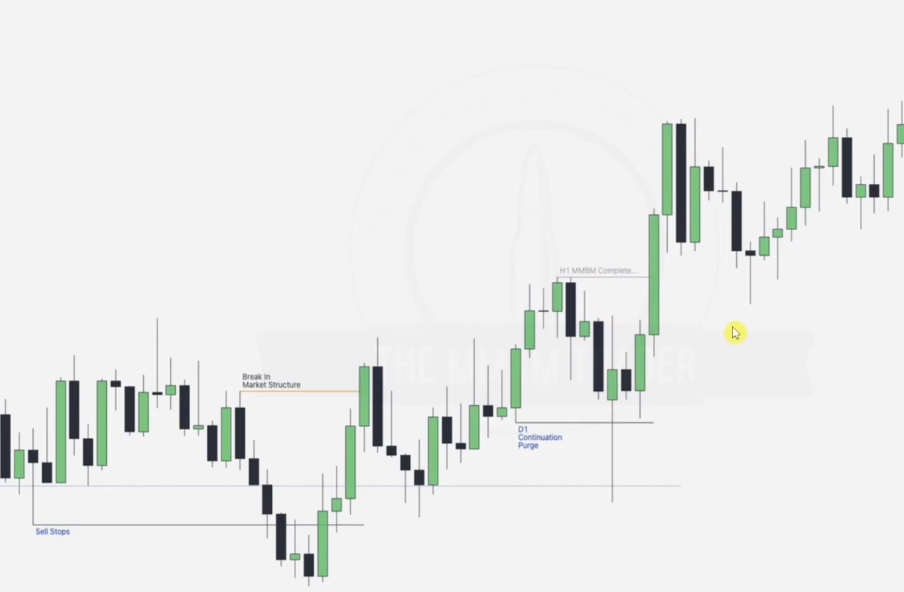 H1 MMBM Complete...
Break In
Market Structure
D1
Continuation
Purge
Sell Stops